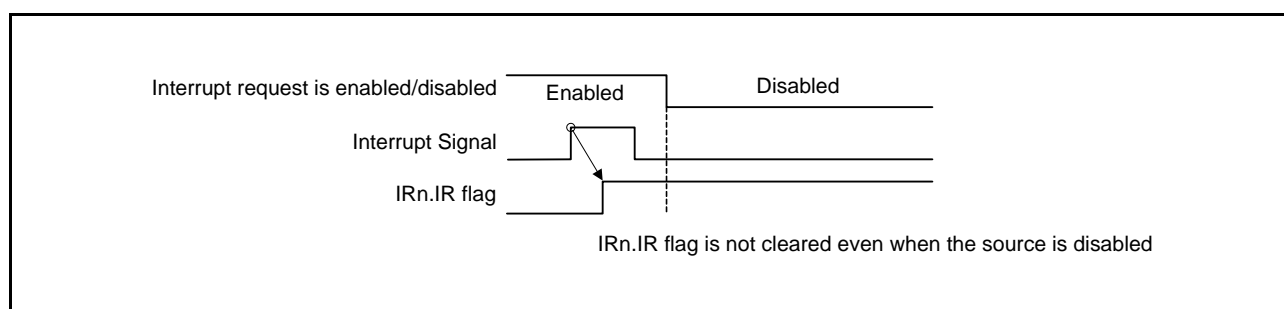 Interrupt request is enabled/disabled
Enabled
Disabled
Interrupt Signal
IRn.IR flag
IRn.IR flag is not cleared even when the source is disabled